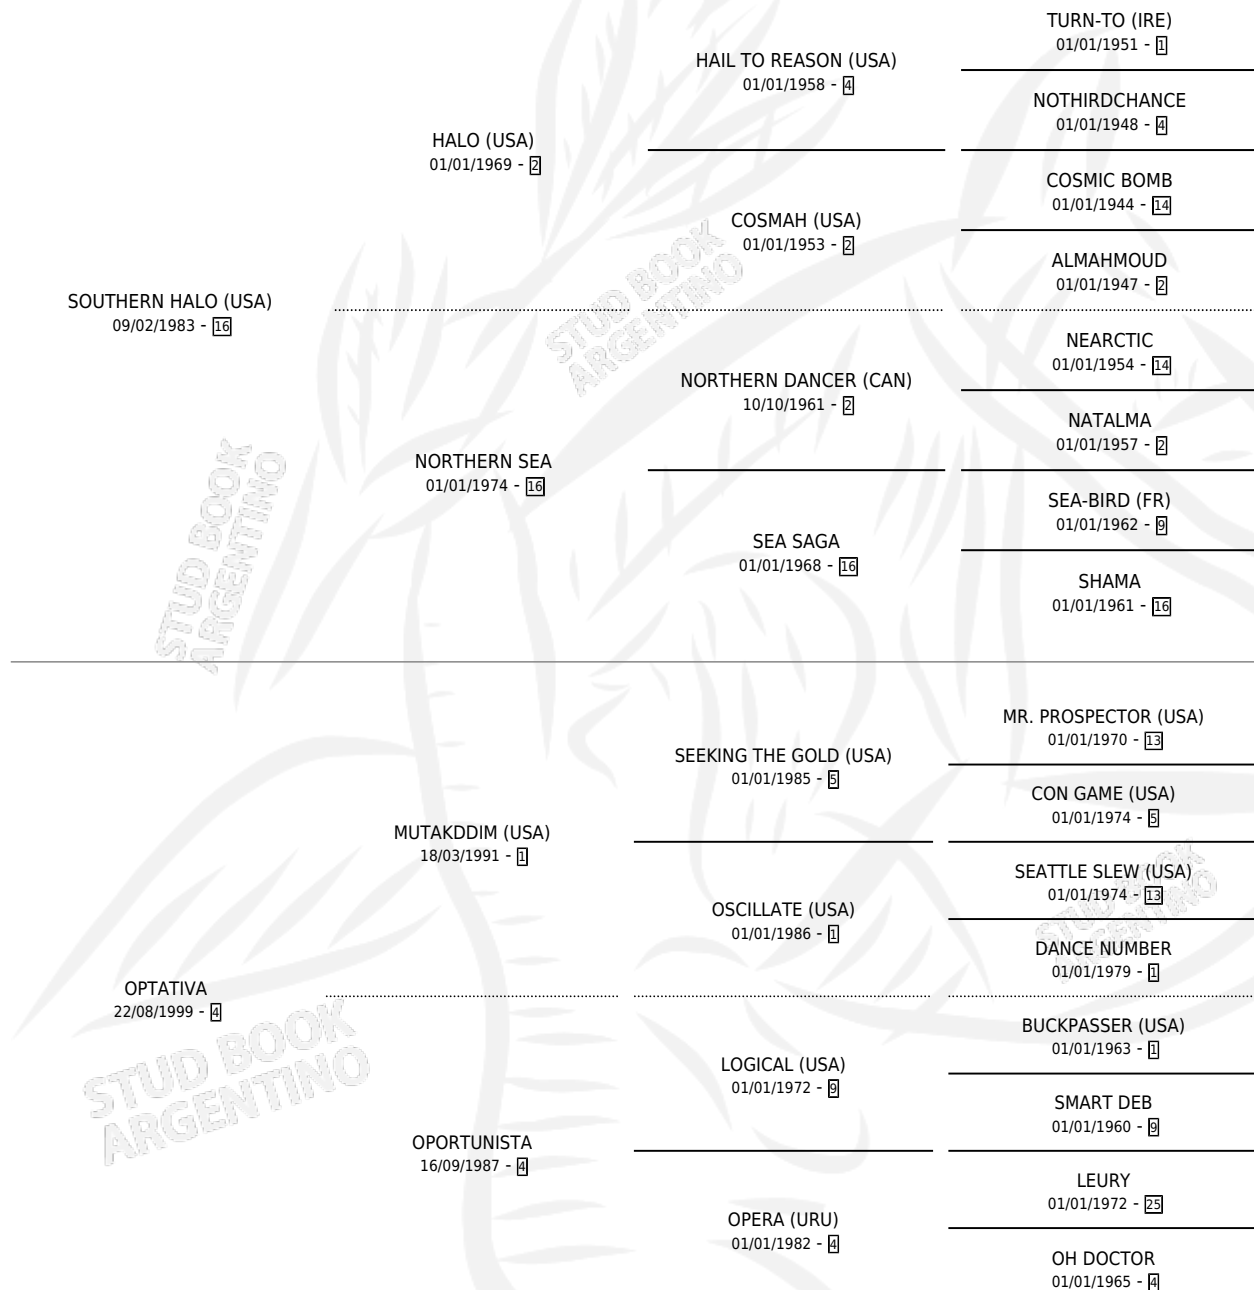 TURN-TO (IRE)
01/01/1951 - 1
HAIL TO REASON (USA)
01/01/1958 - 4
NOTHIRDCHANCE
01/01/1948 - 4
HALO (USA)
01/01/1969 - 2
COSMIC BOMB
01/01/1944 - 14
COSMAH (USA)
01/01/1953 - 2
ALMAHMOUD
01/01/1947 - 2
SOUTHERN HALO (USA)
09/02/1983 - 16
NEARCTIC
01/01/1954 - 14
NORTHERN DANCER (CAN)
10/10/1961 - 2
NATALMA
01/01/1957 - 2
NORTHERN SEA
01/01/1974 - 16
SEA-BIRD (FR)
01/01/1962 - 9
SEA SAGA
01/01/1968 - 16
SHAMA
01/01/1961 - 16
STUD BOOK
ARGENTINO
STUD BOOK
ARGENTINO
MR. PROSPECTOR (USA)
01/01/1970 - 13
SEEKING THE GOLD (USA)
01/01/1985 - 5
CON GAME (USA)
01/01/1974 - 5
MUTAKDDIM (USA)
18/03/1991 - 1
SEATTLE SLEW (USA)
01/01/1974 - 13
OSCILLATE (USA)
01/01/1986 - 1
DANCE NUMBER
01/01/1979 - 1
STUD BOOK
ARGENTINO
OPTATIVA
22/08/1999 - 4
BUCKPASSER (USA)
01/01/1963 - 1
LOGICAL (USA)
01/01/1972 - 9
SMART DEB
01/01/1960 - 9
STUD BOOK
ARGENTINO
OPORTUNISTA
16/09/1987 - 4
LEURY
01/01/1972 - 25
OPERA (URU)
01/01/1982 - 4
OH DOCTOR
01/01/1965 - 4